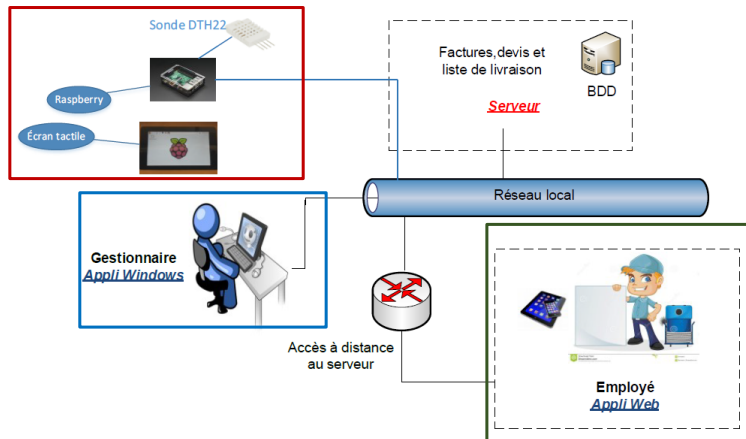 Sonde DTH22
Raspberry
Écran tactile
Factures,devis et
liste de livraison
Serveur
BDD
Réseau local
Gestionnaire
Appli Windows
Accès à distance
au serveur
Employé
Appli Web